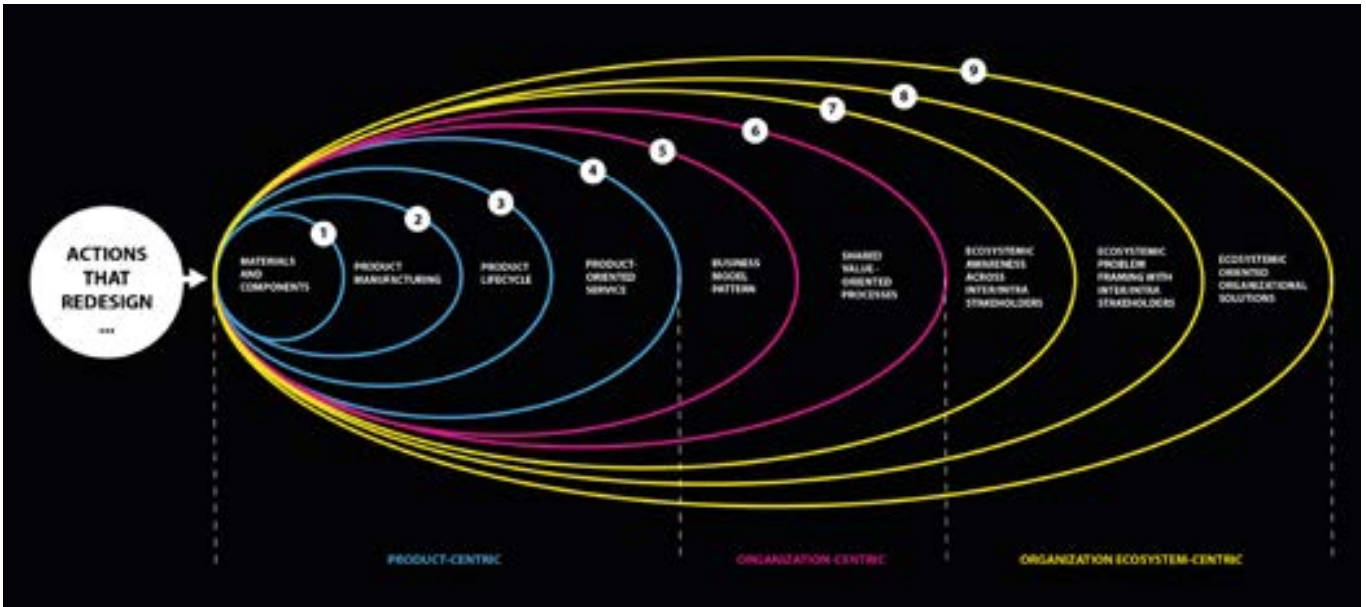 ACTIONS
THAT
REDESIGN
...
1
2
3
4
5
6
7
8
9
MATERIALS
AND
COMPONENTS
PRODUCT
MANUFACTURING
PRODUCT
LIFECYCLE
PRODUCT-
ORIENTED
SERVICE
BUSINESS
MODEL
PATTERN
SHARED
VALUE-
ORIENTED
PROCESSES
ECOSYSTEMIC
AWARENESS
ACROSS
INTER/INTRA
STAKEHOLDERS
ECOSYSTEMIC
PROBLEM
FRAMING WITH
INTER/INTRA
STAKEHOLDERS
ECOSYSTEMIC
ORIENTED
ORGANIZATIONAL
SOLUTIONS
PRODUCT-CENTRIC
ORGANIZATION-CENTRIC
ORGANIZATION ECOSYSTEM-CENTRIC